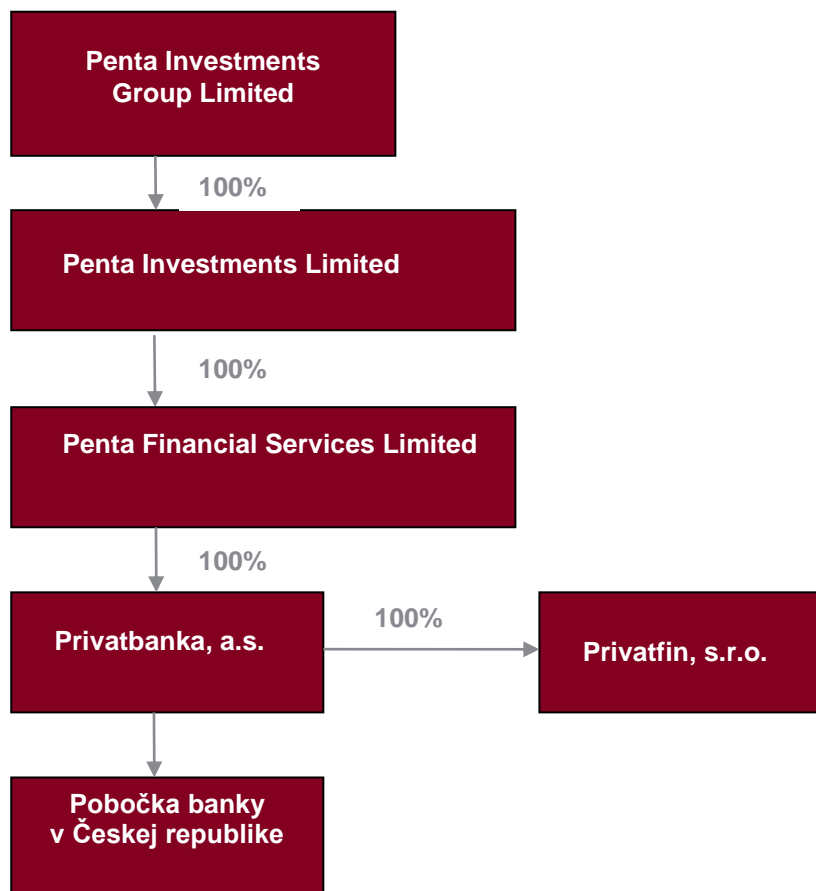 Penta Investments
Group Limited
100%
Penta Investments Limited
100%
Penta Financial Services Limited
100%
Privatbanka, a.s.
100%
Privatfin, s.r.o.
Pobočka banky
v Českej republike